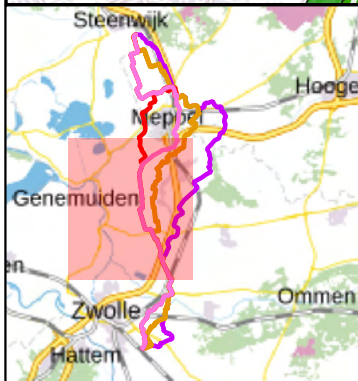 Steenwijk
Hooge
Meppel
Genemuiden
en
Ommen
Zwolle
Hattem